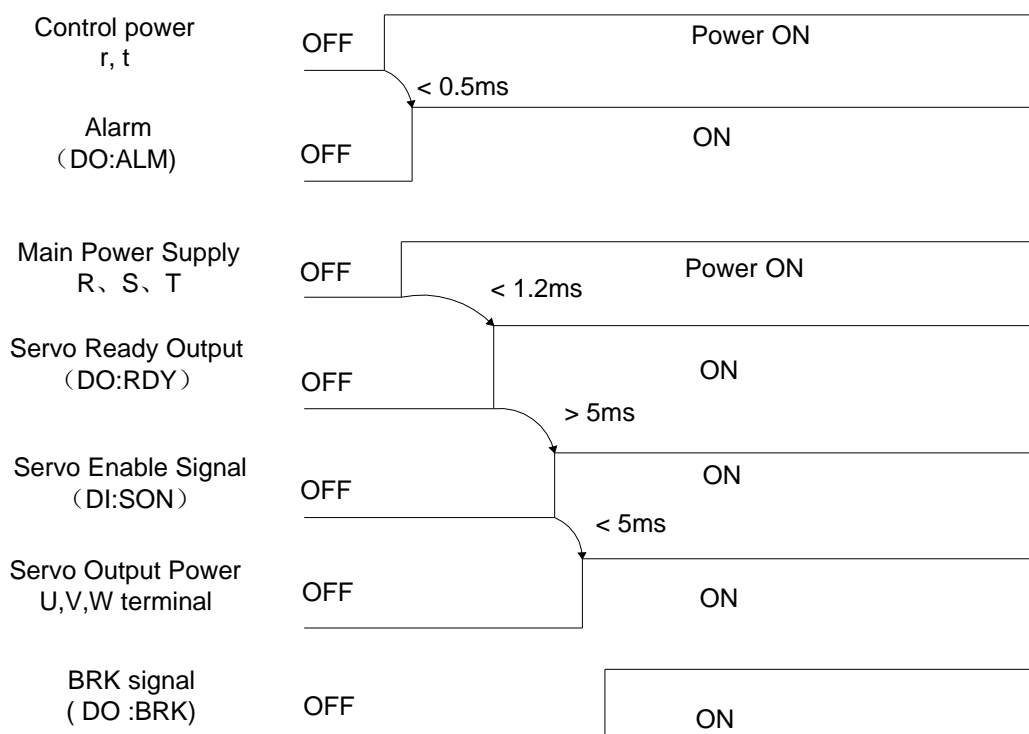 Control power
r, t
OFF
Power ON
< 0.5ms
Alarm
（DO:ALM)
OFF
ON
Main Power Supply
R、S、T
OFF
Power ON
< 1.2ms
Servo Ready Output
（DO:RDY）
OFF
ON
> 5ms
Servo Enable Signal
（DI:SON）
OFF
ON
< 5ms
Servo Output Power
U,V,W terminal
OFF
ON
BRK signal
( DO :BRK)
OFF
ON